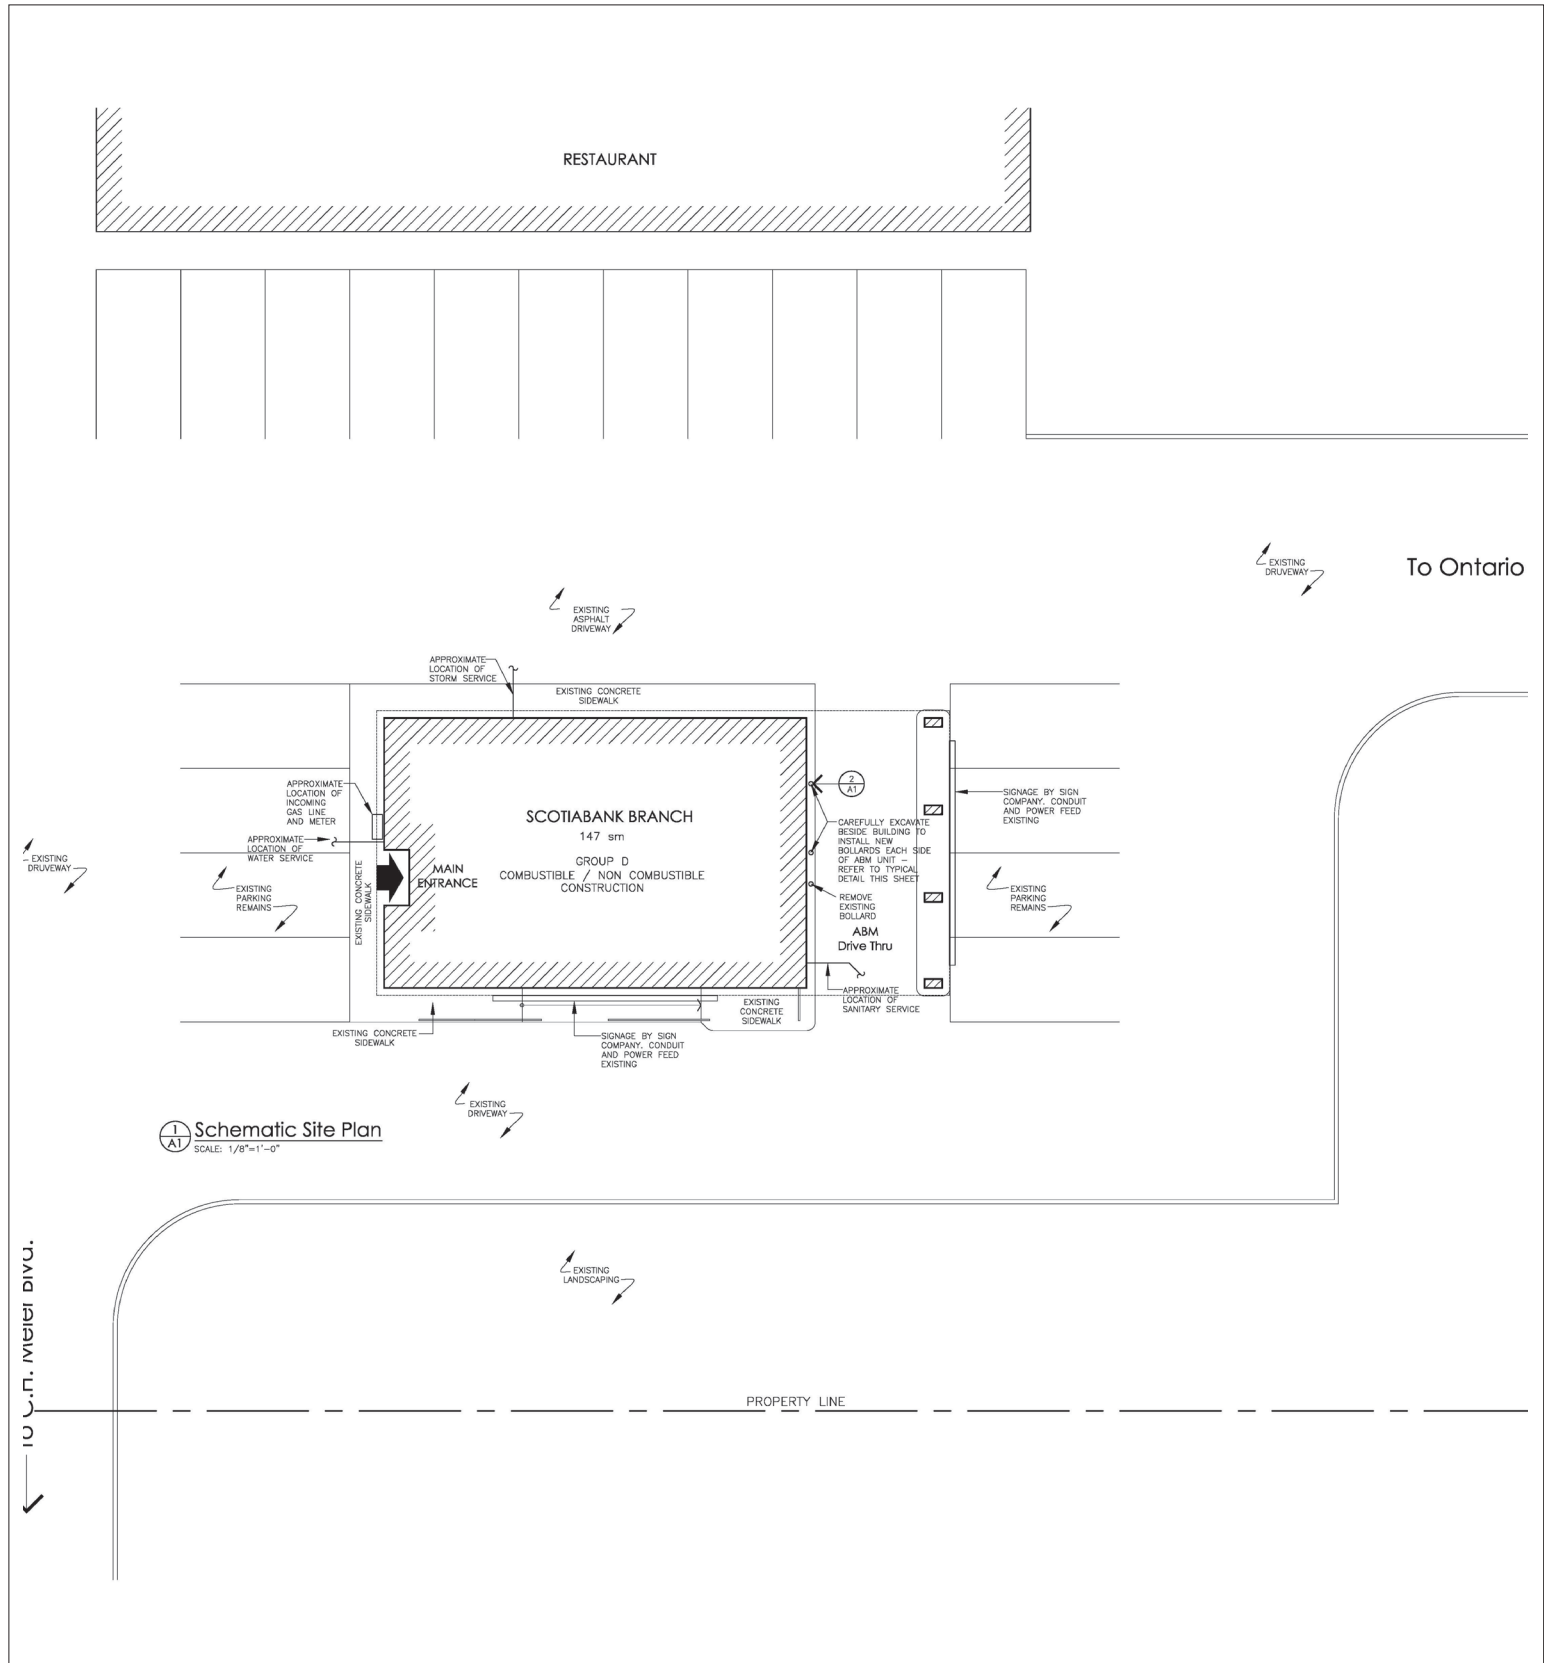 RESTAURANT
To Ontario
EXISTING
DRUVEWAY
EXISTING
ASPHALT
DRIVEWAY
APPROXIMATE
LOCATION OF
STORM SERVICE
EXISTING CONCRETE
SIDEWALK
APPROXIMATE
LOCATION OF
INCOMING
GAS LINE
AND METER
APPROXIMATE
LOCATION OF
WATER SERVICE
EXISTING
DRUVEWAY
EXISTING
PARKING
REMAINS
EXISTING CONCRETE
SIDEWALK
MAIN
ENTRANCE
SCOTIABANK BRANCH
147 sm
GROUP D
COMBUSTIBLE / NON COMBUSTIBLE
CONSTRUCTION
2
A1
CAREFULLY EXCAVATE
BESIDE BUILDING TO
INSTALL NEW
BOLLARDS EACH SIDE
OF ABM UNIT –
REFER TO TYPICAL
DETAIL THIS SHEET
REMOVE
EXISTING
BOLLARD
ABM
Drive Thru
SIGNAGE BY SIGN
COMPANY. CONDUIT
AND POWER FEED
EXISTING
EXISTING
PARKING
REMAINS
APPROXIMATE
LOCATION OF
SANITARY SERVICE
EXISTING
CONCRETE
SIDEWALK
EXISTING CONCRETE
SIDEWALK
SIGNAGE BY SIGN
COMPANY. CONDUIT
AND POWER FEED
EXISTING
EXISTING
DRIVEWAY
1
A1
Schematic Site Plan
SCALE: 1/8"=1'-0"
To C.H. Meier Blvd.
EXISTING
LANDSCAPING
PROPERTY LINE